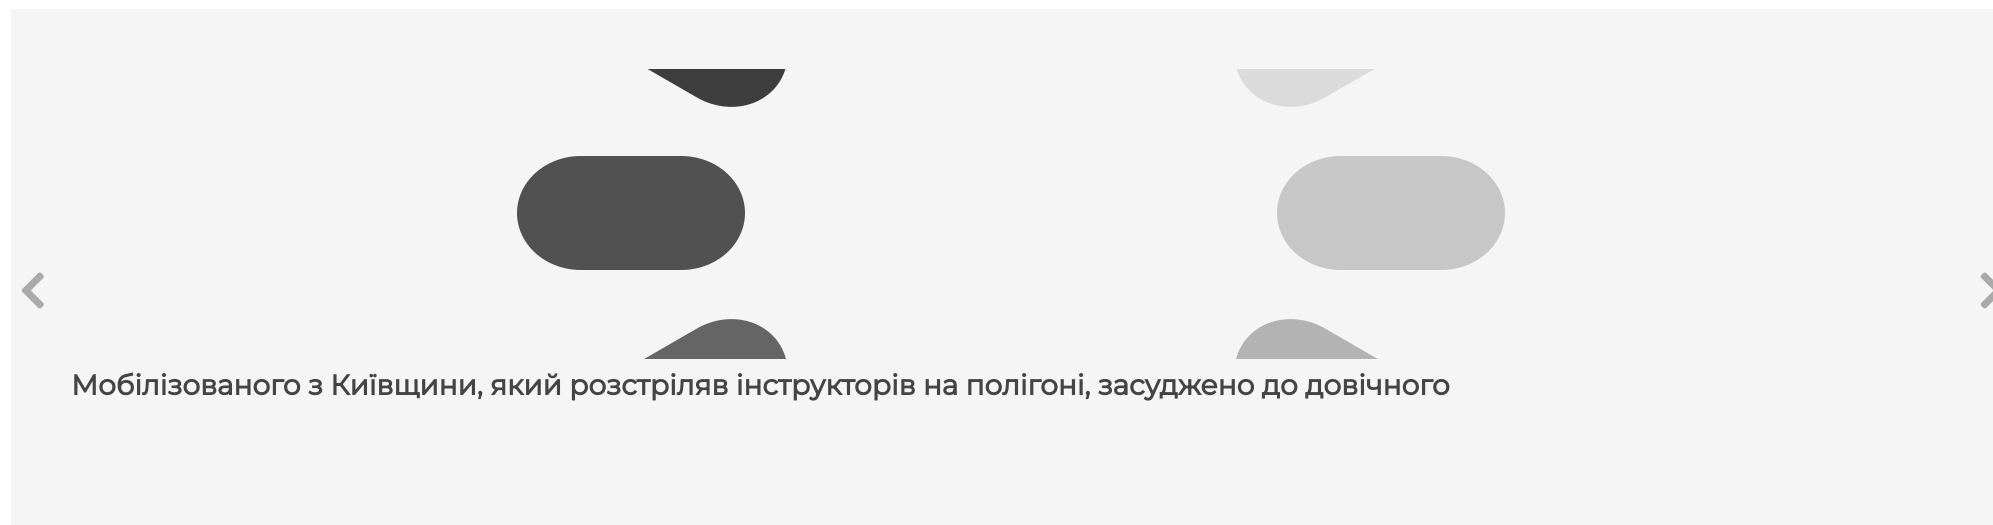 Мобілізованого з Київщини, який розстріляв інструкторів на полігоні, засуджено до довічного